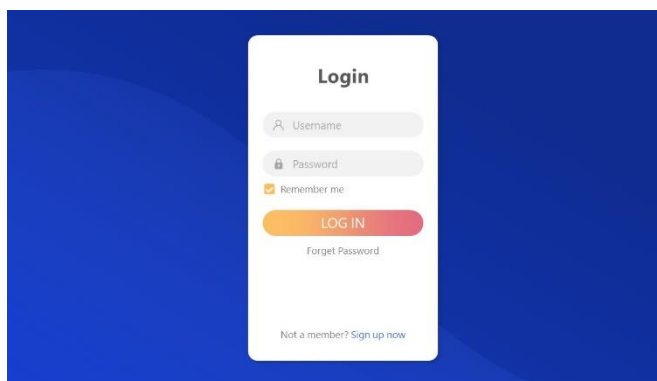 Login
Username
Password
Remember me
LOG IN
Forget Password
Not a member? Sign up now